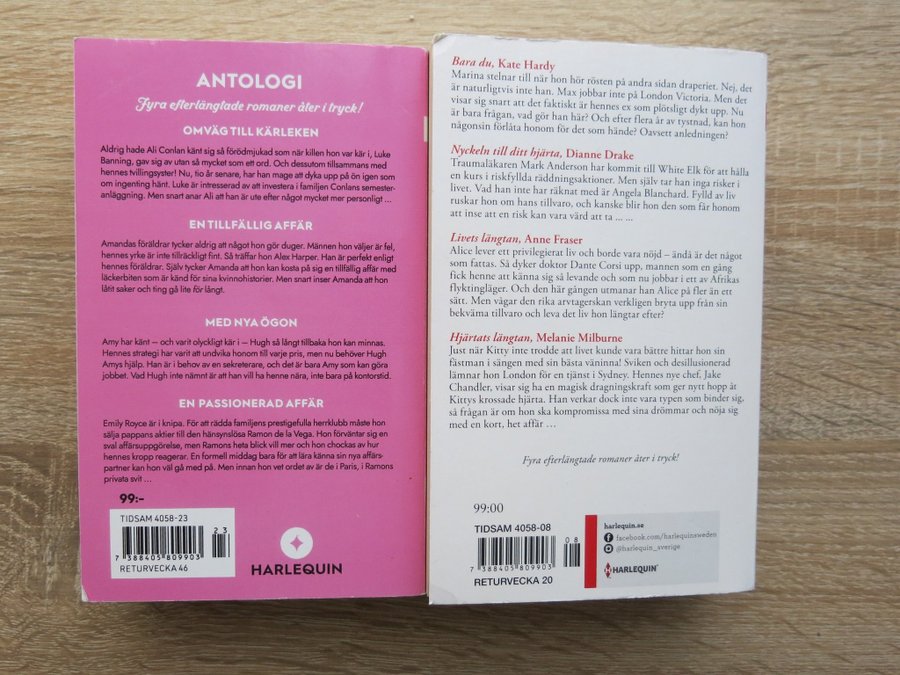 ANTOLOGI
Fyra efterlängtade romaner åter i tryck!
OMVÄG TILL KÄRLEKEN
Aldrig hade Ali Conlan känt sig så förödmjukad som när killen hon var kär i, Luke
Banning, gav sig av utan så mycket som ett ord. Och dessutom tillsammans med
hennes tvillingsyster! Nu, tio år senare, har han mage att dyka upp på ön igen som
om ingenting hänt. Luke är intresserad av att investera i familjen Conlans semester-
anläggning. Men snart anar Ali att han är ute efter något mycket mer personligt ...
EN TILLFÄLLIG AFFÄR
Amandas föräldrar tycker aldrig att något hon gör duger. Männen hon väljer är fel,
hennes yrke är inte tillräckligt fint. Så träffar hon Alex Harper. Han är perfekt enligt
hennes föräldrar. Själv tycker Amanda att hon kan kosta på sig en tillfällig affär med
läckerbiten som är känd för sina kvinnohistorier. Men snart inser Amanda att hon
låtit saker och ting gå lite för långt.
MED NYA ÖGON
Amy har känt – och varit olyckligt kär i – Hugh så långt tillbaka hon kan minnas.
Hennes strategi har varit att undvika honom till varje pris, men nu behöver Hugh
Amys hjälp. Han är i behov av en sekreterare, och det är bara Amy som kan göra
jobbet. Vad Hugh inte nämnt är att han vill ha henne nära, inte bara på kontorstid.
EN PASSIONERAD AFFÄR
Emily Royce är i knipa. För att rädda familjens prestigefulla herrklubb måste hon
sälja pappans aktier till den hänsynslösa Ramon de la Vega. Hon förväntar sig en
sval affärsuppgörelse, men Ramons heta blick vill mer och hon chockas av hur
hennes kropp reagerar. En formell middag bara för att lära känna sin nya affärs-
partner kan hon väl gå med på. Men innan hon vet ordet av är de i Paris, i Ramons
privata svit ...
99:–
TIDSAM 4058-23
23
7 388405 809903
RETURVECKA 46
HARLEQUIN
Bara du, Kate Hardy
Marina stelnar till när hon hör rösten på andra sidan draperiet. Nej, det
är naturligtvis inte han. Max jobbar inte på London Victoria. Men det
visar sig snart att det faktiskt är hennes ex som plötsligt dykt upp. Nu
är bara frågan, vad gör han här? Och efter flera år av tystnad, kan hon
någonsin förlåta honom för det som hände? Oavsett anledningen?
Nyckeln till ditt hjärta, Dianne Drake
Traumaläkaren Mark Anderson har kommit till White Elk för att hålla
en kurs i riskfyllda räddningsaktioner. Men själv tar han inga risker i
livet. Vad han inte har räknat med är Angela Blanchard. Fylld av liv
ruskar hon om hans tillvaro, och kanske blir hon den som får honom
att inse att en risk kan vara värd att ta ... ...
Livets längtan, Anne Fraser
Alice lever ett privilegierat liv och borde vara nöjd – ändå är det något
som fattas. Så dyker doktor Dante Corsi upp, mannen som en gång
fick henne att känna sig så levande och som nu jobbar i ett av Afrikas
flyktingläger. Och den här gången utmanar han Alice på fler än ett
sätt. Men vågar den rika arvtagerskan verkligen bryta upp från sin
bekväma tillvaro och leva det liv hon längtar efter?
Hjärtats längtan, Melanie Milburne
Just när Kitty inte trodde att livet kunde vara bättre hittar hon sin
fästman i sängen med sin bästa väninna! Sviken och desillusionerad
lämnar hon London för en tjänst i Sydney. Hennes nye chef, Jake
Chandler, visar sig ha en magisk dragningskraft som ger nytt hopp åt
Kittys krossade hjärta. Han verkar dock inte vara typen som binder sig,
så frågan är om hon ska kompromissa med sina drömmar och nöja sig
med en kort, het affär ...
Fyra efterlängtade romaner åter i tryck!
99:00
TIDSAM 4058-08
08
7 388405 809903
RETURVECKA 20
harlequin.se
facebook.com/harlequinsweden
@harlequin_sverige
HARLEQUIN